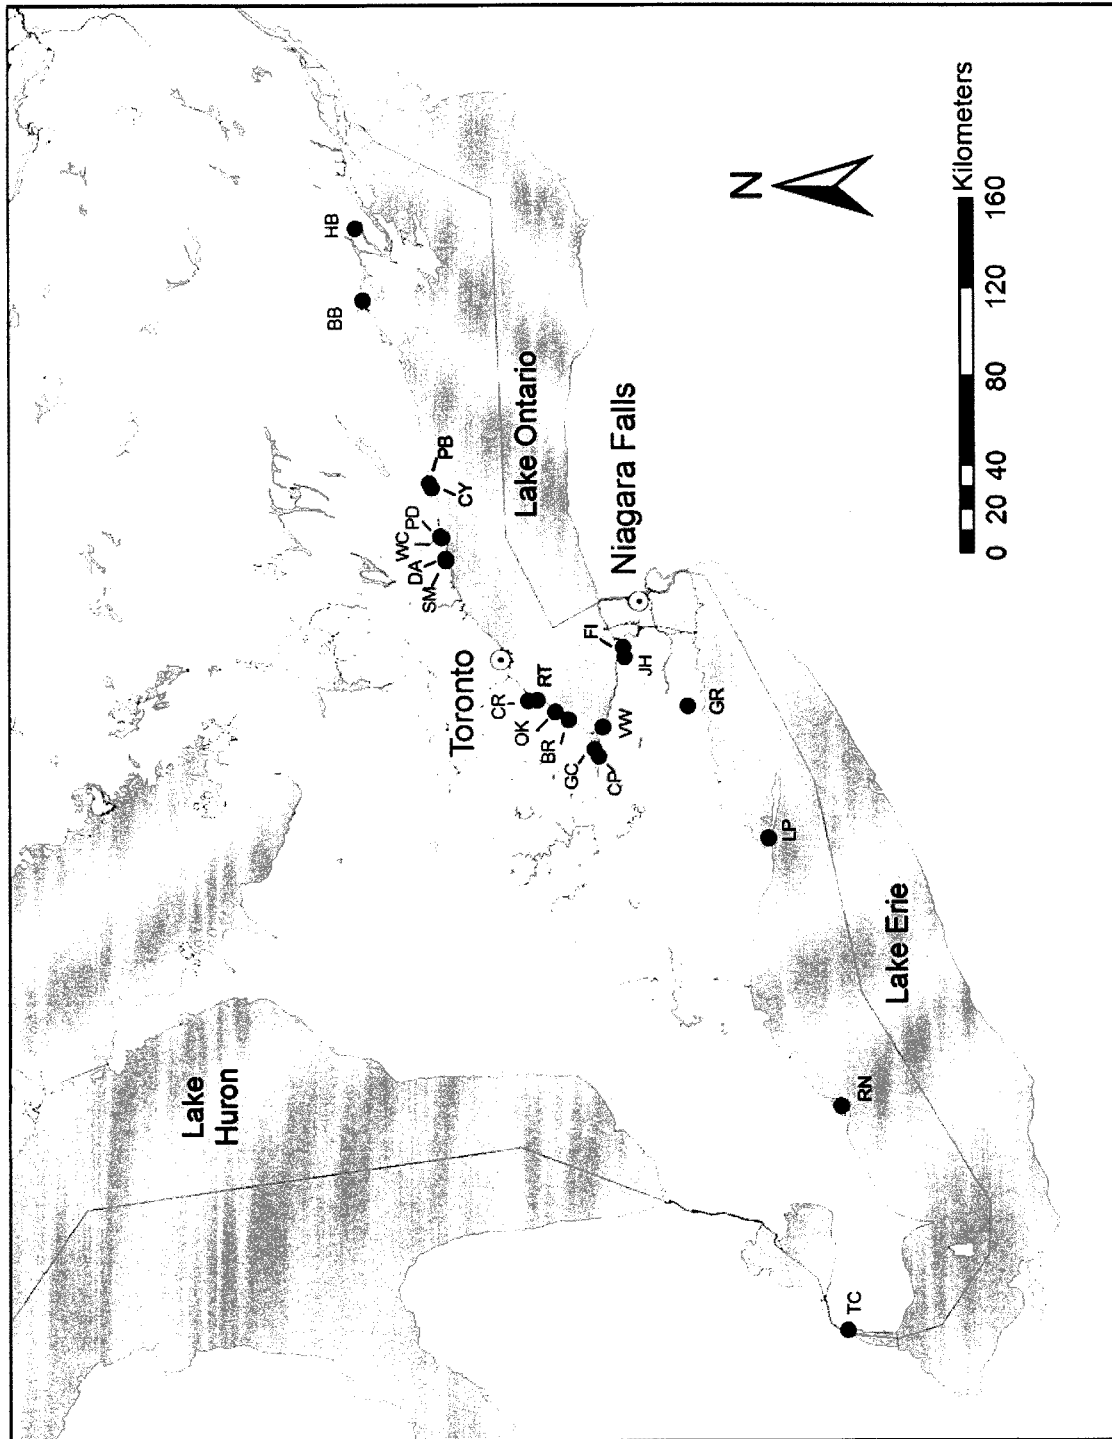 Lake
Huron
HB
BB
PB
CY
PD
WC
DA
SM
Lake Ontario
Toronto
CR
RT
OK
BR
GC
CP
VW
FI
JH
Niagara Falls
GR
LP
Lake Erie
RN
TC
N
Kilometers
0 20 40 80 120 160